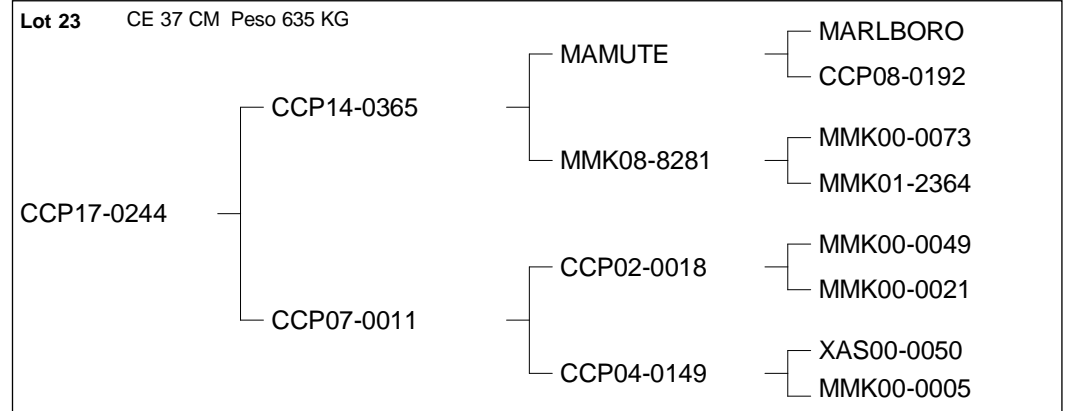 Lot 23 CE 37 CM Peso 635 KG
MARLBORO
MAMUTE
CCP08-0192
CCP14-0365
MMK00-0073
MMK08-8281
MMK01-2364
CCP17-0244
MMK00-0049
CCP02-0018
MMK00-0021
CCP07-0011
XAS00-0050
CCP04-0149
MMK00-0005